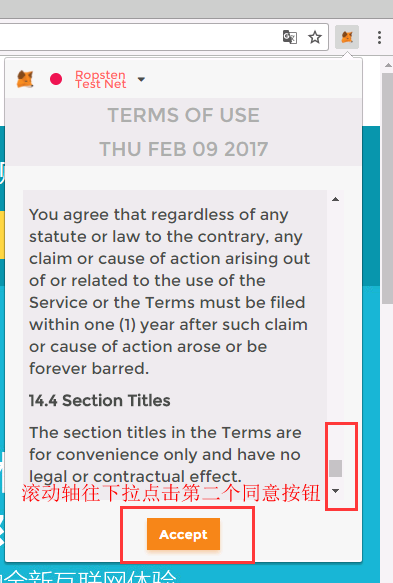 Ropsten
Test Net
TERMS OF USE
THU FEB 09 2017
You agree that regardless of any
statute or law to the contrary, any
claim or cause of action arising out
of or related to the use of the
Service or the Terms must be filed
within one (1) year after such claim
or cause of action arose or be
forever barred.
14.4 Section Titles
The section titles in the Terms are
for convenience only and have no
legal or contractual effect.
滚动轴往下拉点击第二个同意按钮
Accept
全新互联网体验